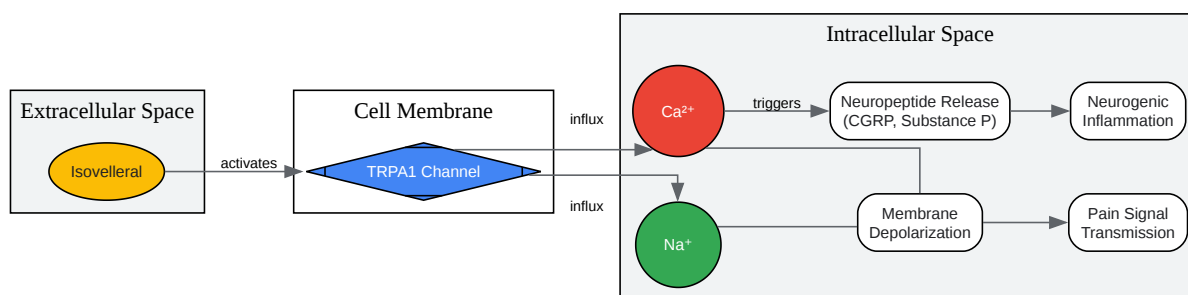 Extracellular Space
Isovelleral
activates
Cell Membrane
TRPA1 Channel
influx
influx
Intracellular Space
Ca²⁺
triggers
Neuropeptide Release
(CGRP, Substance P)
Neurogenic
Inflammation
Na⁺
Membrane
Depolarization
Pain Signal
Transmission